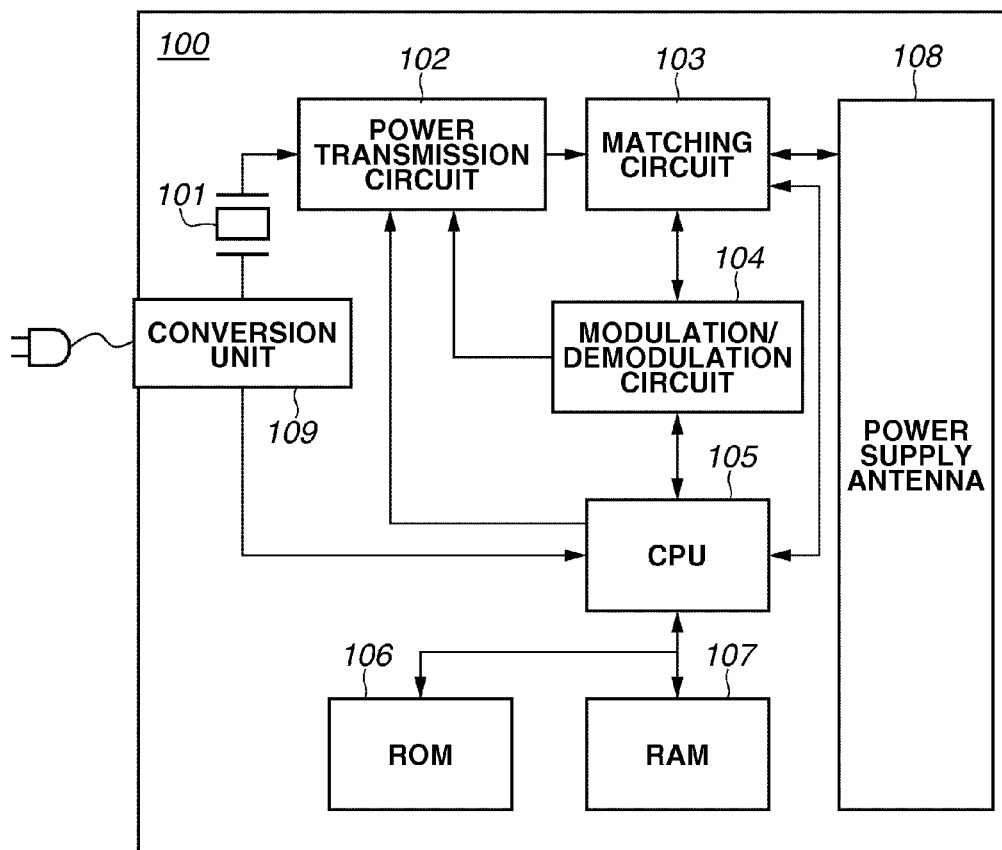 100
102
103
108
POWER
TRANSMISSION
CIRCUIT
MATCHING
CIRCUIT
101
104
CONVERSION
UNIT
MODULATION/
DEMODULATION
CIRCUIT
109
POWER
SUPPLY
ANTENNA
105
CPU
106
107
ROM
RAM